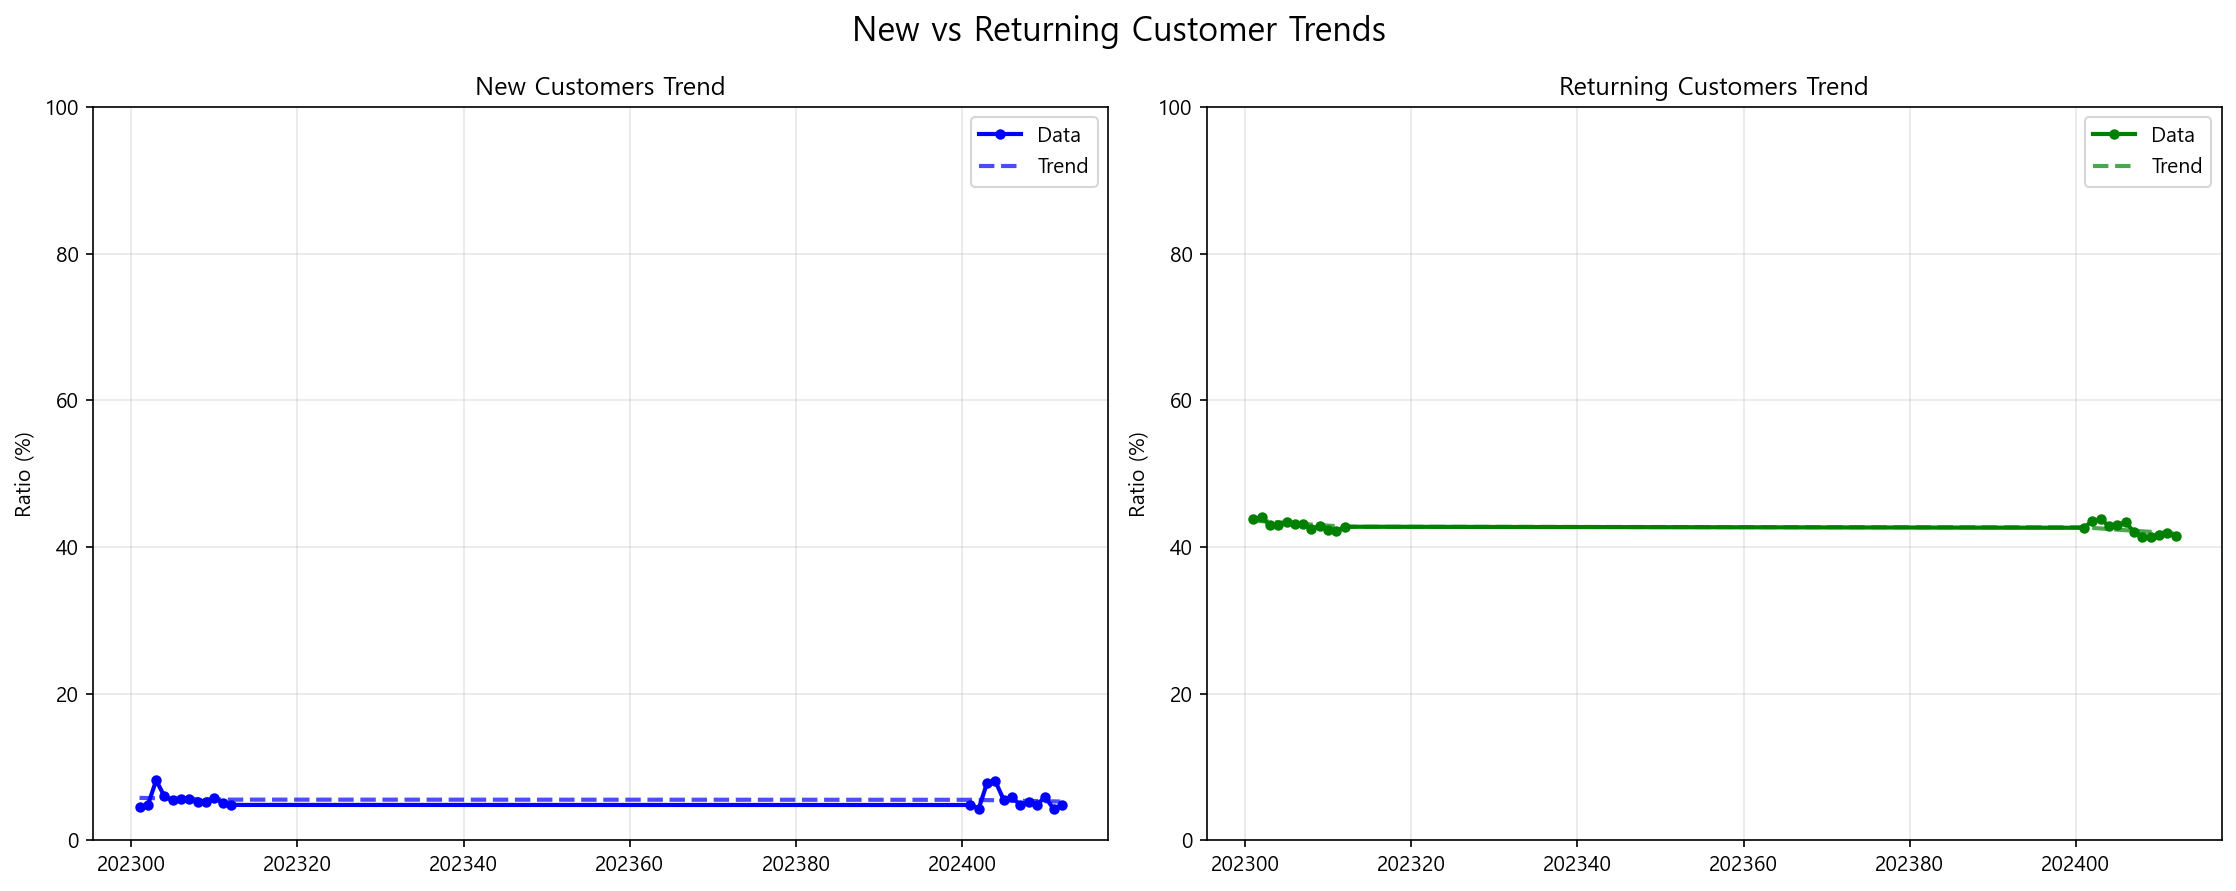 New vs Returning Customer Trends
New Customers Trend
100
80
60
40
20
0
Ratio (%)
202300 202320 202340 202360 202380 202400
Data
Trend
Returning Customers Trend
100
80
60
40
20
0
Ratio (%)
202300 202320 202340 202360 202380 202400
Data
Trend